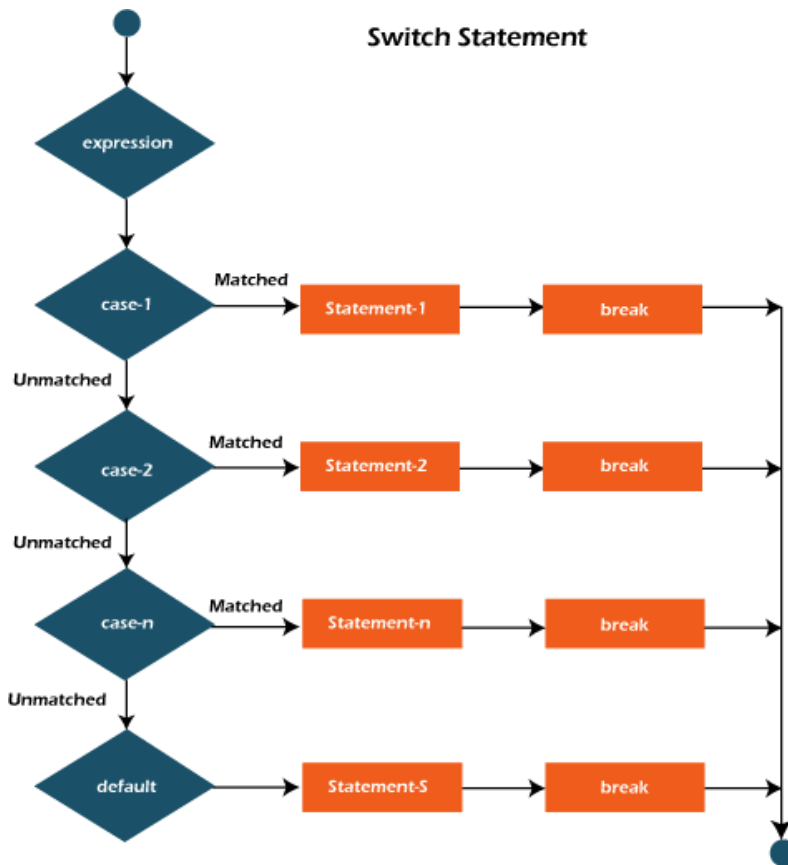 Switch Statement
expression
Matched
case-1
Statement-1
break
Unmatched
Matched
case-2
Statement-2
break
Unmatched
Matched
case-n
Statement-n
break
Unmatched
default
Statement-S
break